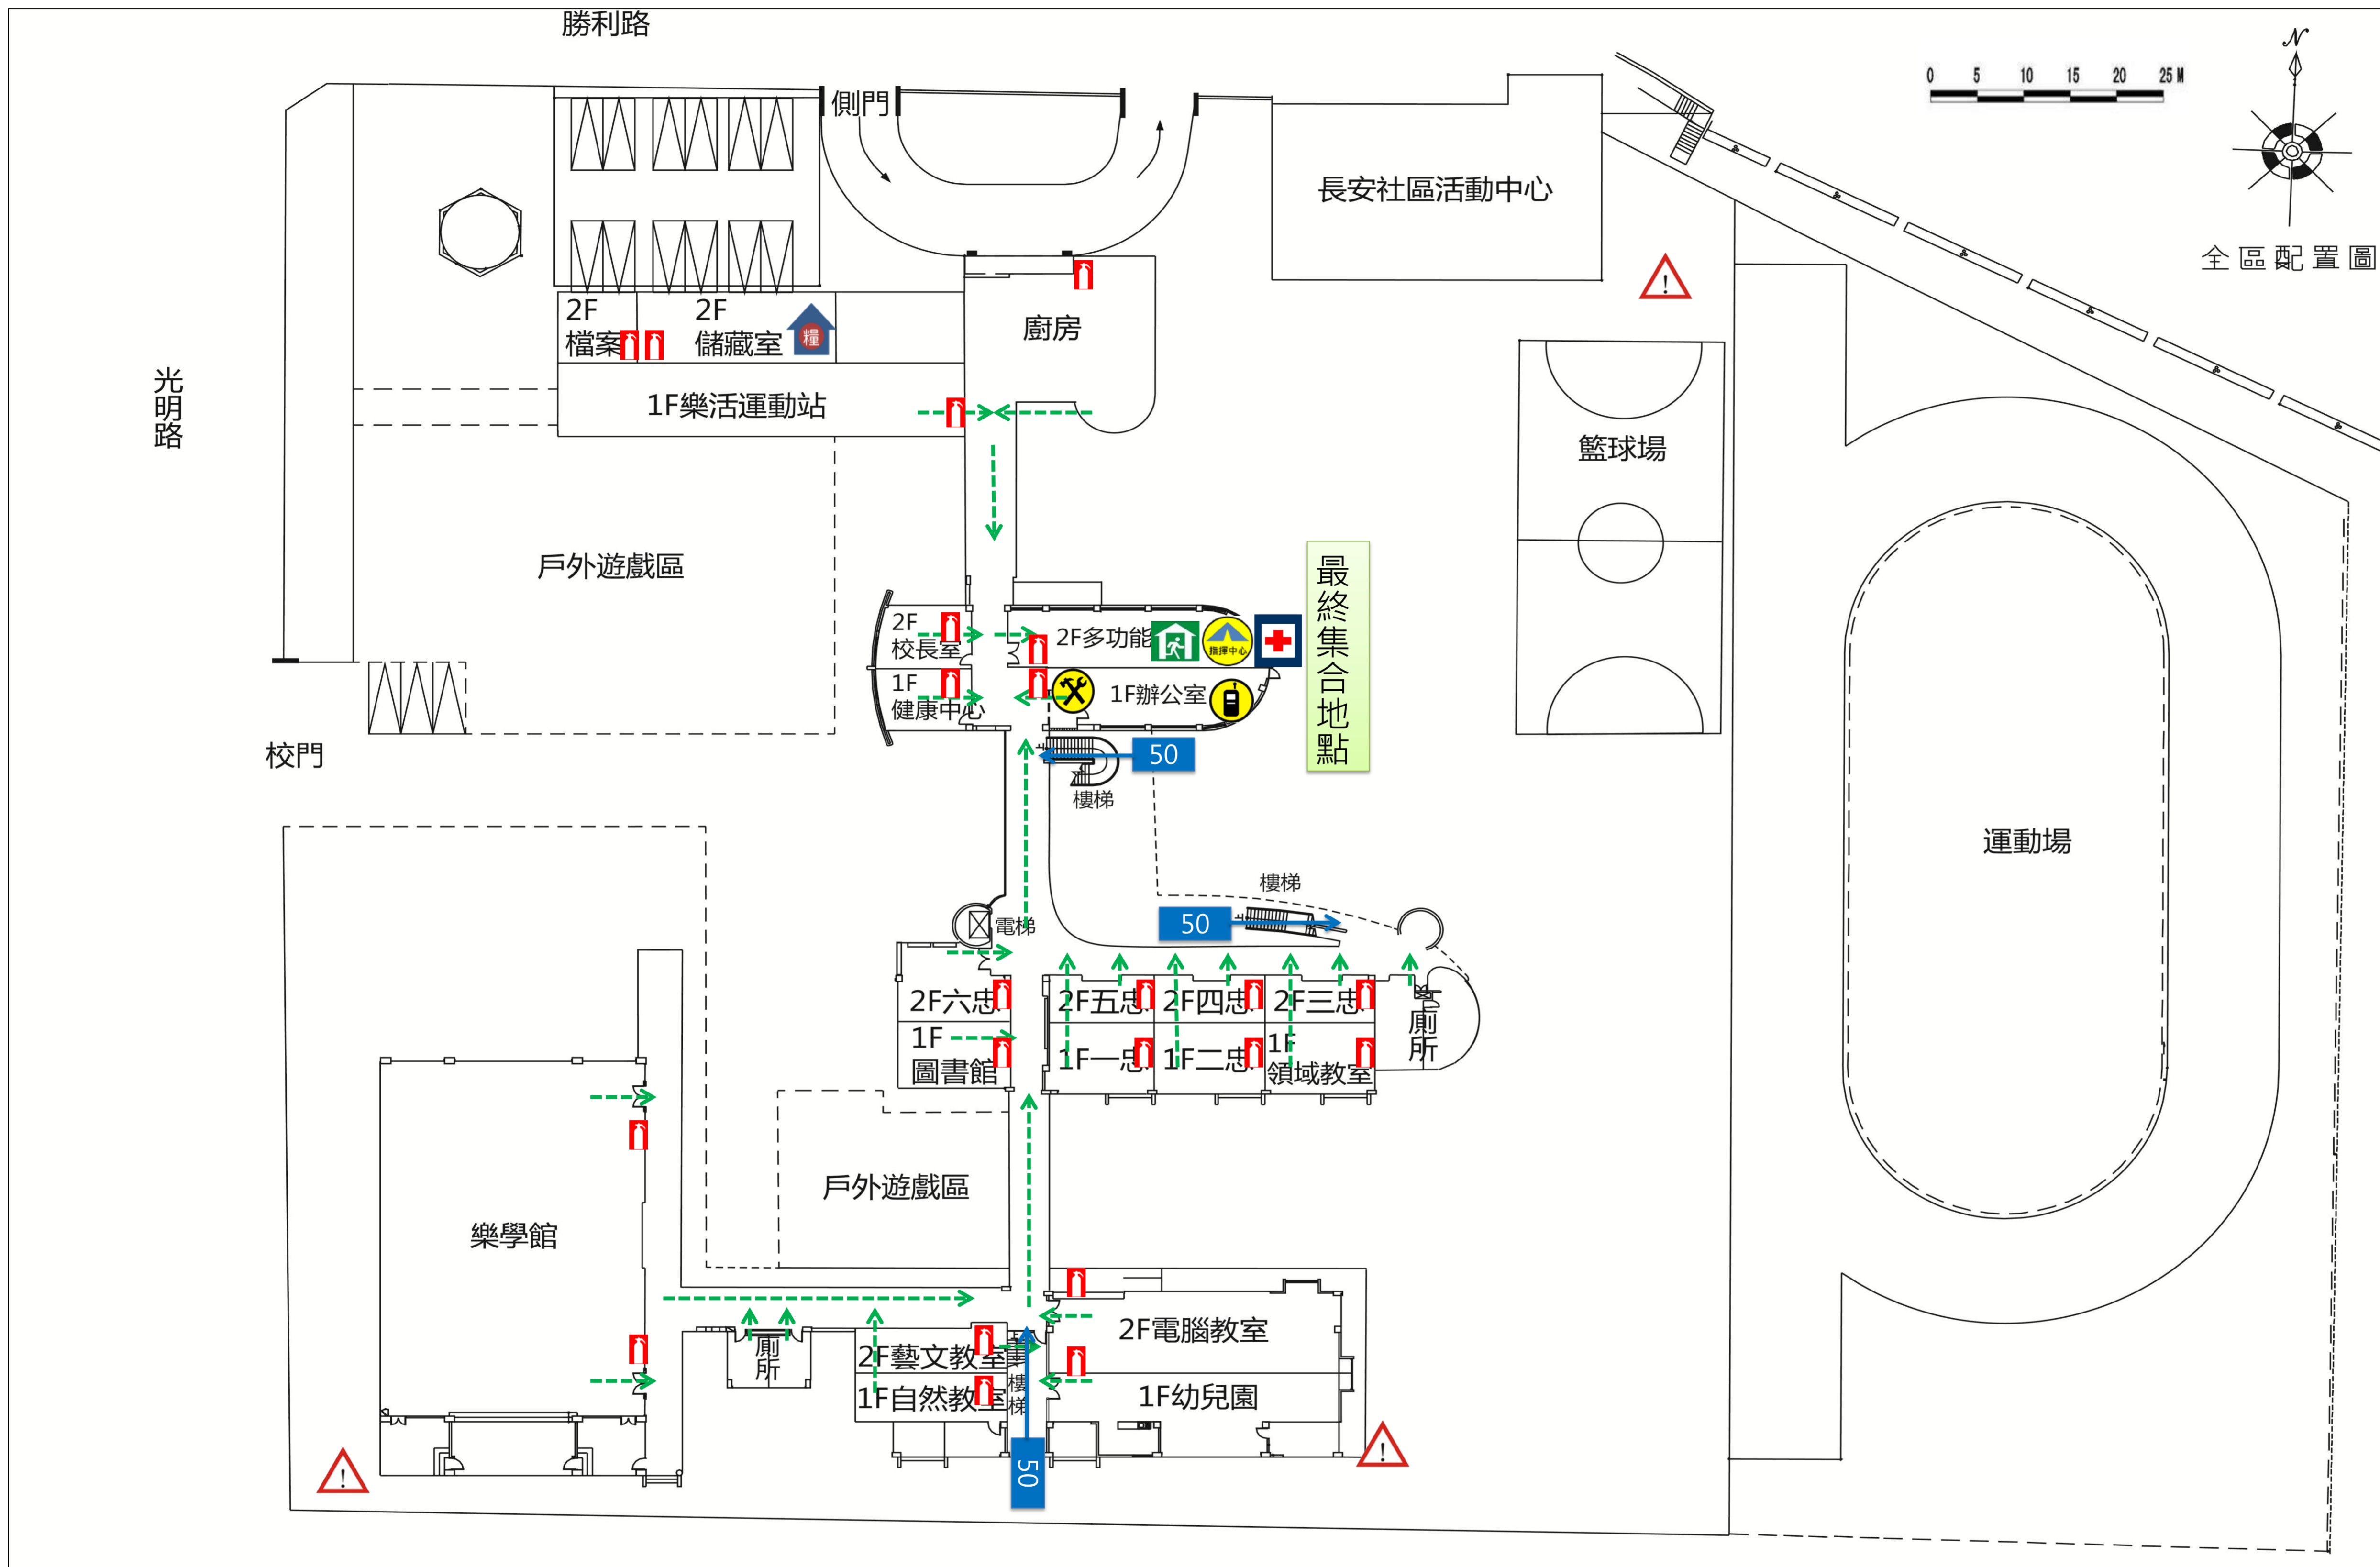 勝利路
側門
0 5 10 15 20 25 M
N
全區配置圖
長安社區活動中心
2F
檔案
2F
儲藏室
糧
廚房
光明路
1F樂活運動站
籃球場
戶外遊戲區
最終集合地點
2F
校長室
2F多功能
指揮中心
1F
健康中心
1F辦公室
校門
50
樓梯
運動場
樓梯
50
電梯
2F六忠
2F五忠
2F四忠
2F三忠
廁所
1F
圖書館
1F一忠
1F二忠
1F
領域教室
戶外遊戲區
樂學館
2F電腦教室
廁所
2F藝文教室
樓梯
1F自然教室
1F幼兒園
50